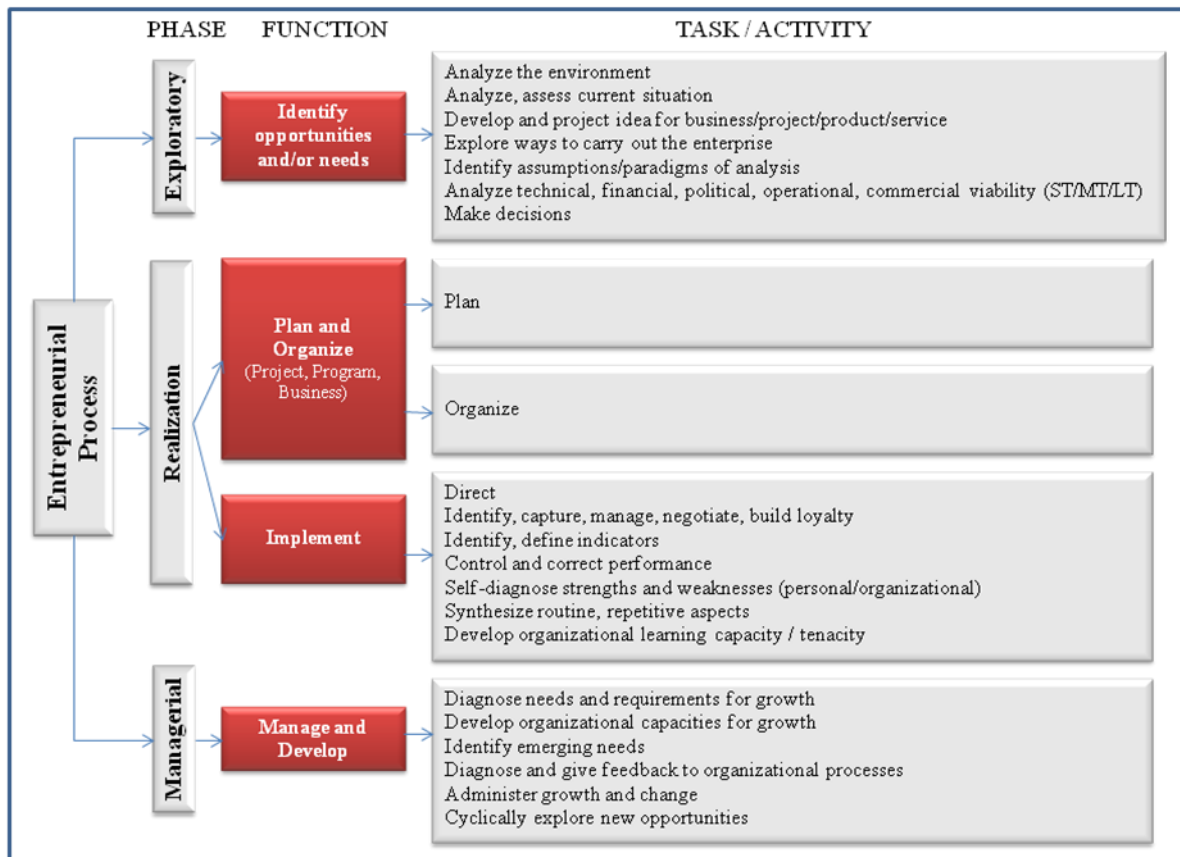 PHASE FUNCTION TASK / ACTIVITY
Entrepreneurial
Process
Exploratory
Identify
opportunities
and/or needs
Analyze the environment
Analyze, assess current situation
Develop and project idea for business/project/product/service
Explore ways to carry out the enterprise
Identify assumptions/paradigms of analysis
Analyze technical, financial, political, operational, commercial viability (ST/MT/LT)
Make decisions
Realization
Plan and
Organize
(Project, Program,
Business)
Plan
Organize
Implement
Direct
Identify, capture, manage, negotiate, build loyalty
Identify, define indicators
Control and correct performance
Self-diagnose strengths and weaknesses (personal/organizational)
Synthesize routine, repetitive aspects
Develop organizational learning capacity / tenacity
Managerial
Manage and
Develop
Diagnose needs and requirements for growth
Develop organizational capacities for growth
Identify emerging needs
Diagnose and give feedback to organizational processes
Administer growth and change
Cyclically explore new opportunities